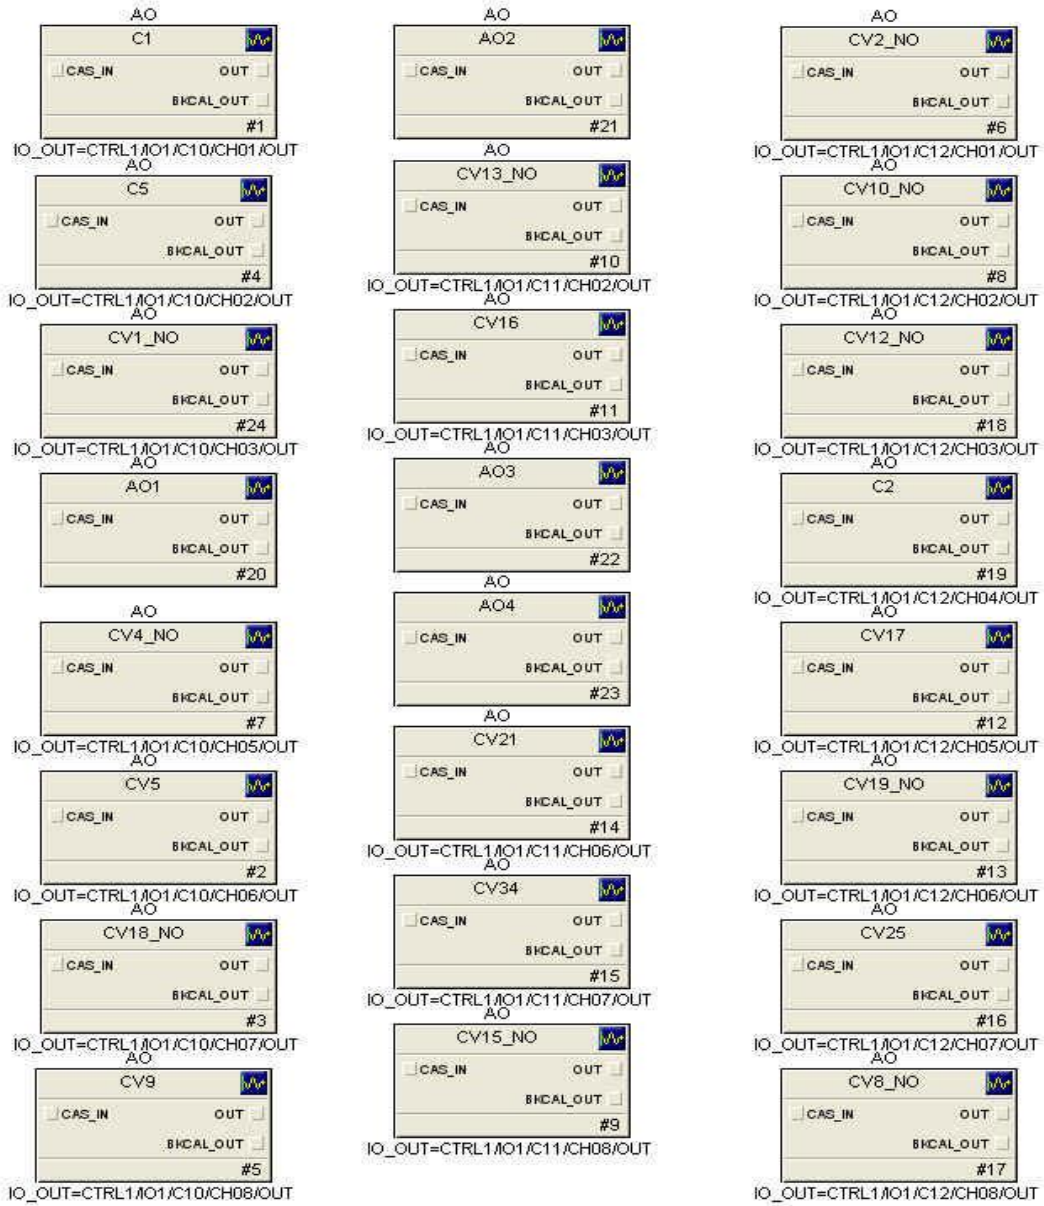 AO
C1
CAS_IN OUT
BKCAL_OUT
#1
IO_OUT=CTRL1/IO1/C10/CH01/OUT
AO
C5
CAS_IN OUT
BKCAL_OUT
#4
IO_OUT=CTRL1/IO1/C10/CH02/OUT
AO
CV1_NO
CAS_IN OUT
BKCAL_OUT
#24
IO_OUT=CTRL1/IO1/C10/CH03/OUT
AO
AO1
CAS_IN OUT
BKCAL_OUT
#20
AO
CV4_NO
CAS_IN OUT
BKCAL_OUT
#7
IO_OUT=CTRL1/IO1/C10/CH05/OUT
AO
CV5
CAS_IN OUT
BKCAL_OUT
#2
IO_OUT=CTRL1/IO1/C10/CH06/OUT
AO
CV18_NO
CAS_IN OUT
BKCAL_OUT
#3
IO_OUT=CTRL1/IO1/C10/CH07/OUT
AO
CV9
CAS_IN OUT
BKCAL_OUT
#5
IO_OUT=CTRL1/IO1/C10/CH08/OUT
AO
AO2
CAS_IN OUT
BKCAL_OUT
#21
AO
CV13_NO
CAS_IN OUT
BKCAL_OUT
#10
IO_OUT=CTRL1/IO1/C11/CH02/OUT
AO
CV16
CAS_IN OUT
BKCAL_OUT
#11
IO_OUT=CTRL1/IO1/C11/CH03/OUT
AO
AO3
CAS_IN OUT
BKCAL_OUT
#22
AO
AO4
CAS_IN OUT
BKCAL_OUT
#23
AO
CV21
CAS_IN OUT
BKCAL_OUT
#14
IO_OUT=CTRL1/IO1/C11/CH06/OUT
AO
CV34
CAS_IN OUT
BKCAL_OUT
#15
IO_OUT=CTRL1/IO1/C11/CH07/OUT
AO
CV15_NO
CAS_IN OUT
BKCAL_OUT
#9
IO_OUT=CTRL1/IO1/C11/CH08/OUT
AO
CV2_NO
CAS_IN OUT
BKCAL_OUT
#6
IO_OUT=CTRL1/IO1/C12/CH01/OUT
AO
CV10_NO
CAS_IN OUT
BKCAL_OUT
#8
IO_OUT=CTRL1/IO1/C12/CH02/OUT
AO
CV12_NO
CAS_IN OUT
BKCAL_OUT
#18
IO_OUT=CTRL1/IO1/C12/CH03/OUT
AO
C2
CAS_IN OUT
BKCAL_OUT
#19
IO_OUT=CTRL1/IO1/C12/CH04/OUT
AO
CV17
CAS_IN OUT
BKCAL_OUT
#12
IO_OUT=CTRL1/IO1/C12/CH05/OUT
AO
CV19_NO
CAS_IN OUT
BKCAL_OUT
#13
IO_OUT=CTRL1/IO1/C12/CH06/OUT
AO
CV25
CAS_IN OUT
BKCAL_OUT
#16
IO_OUT=CTRL1/IO1/C12/CH07/OUT
AO
CV8_NO
CAS_IN OUT
BKCAL_OUT
#17
IO_OUT=CTRL1/IO1/C12/CH08/OUT